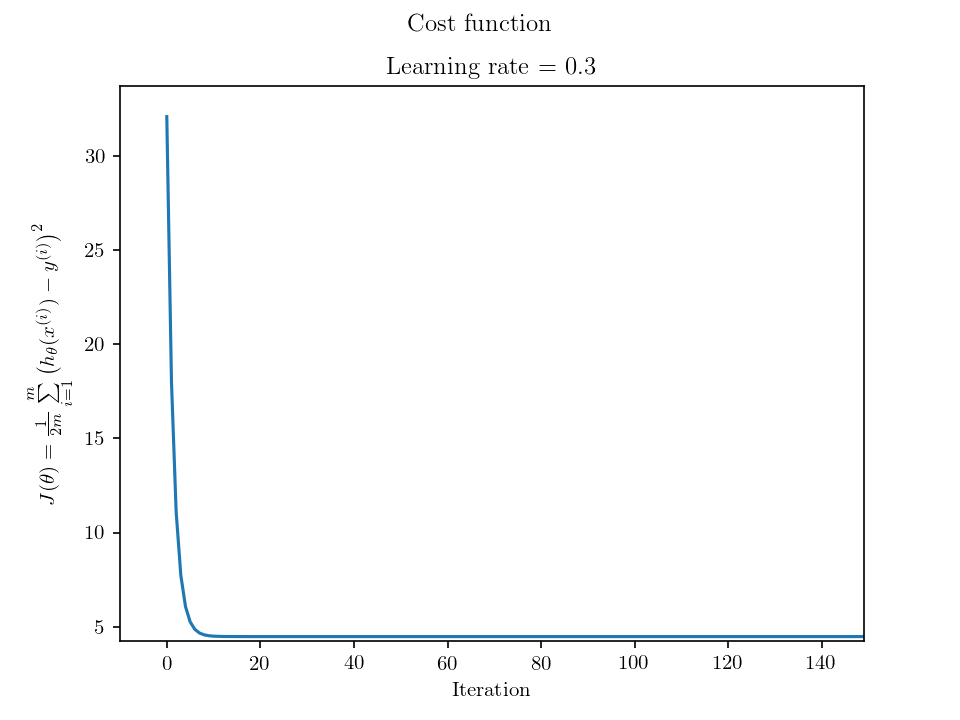 Cost function
Learning rate = 0.3
J(θ) = 1/2m ∑_{i=1}^{m} (h_θ(x^{(i)}) − y^{(i)})^2
30
25
20
15
10
5
0 20 40 60 80 100 120 140
Iteration